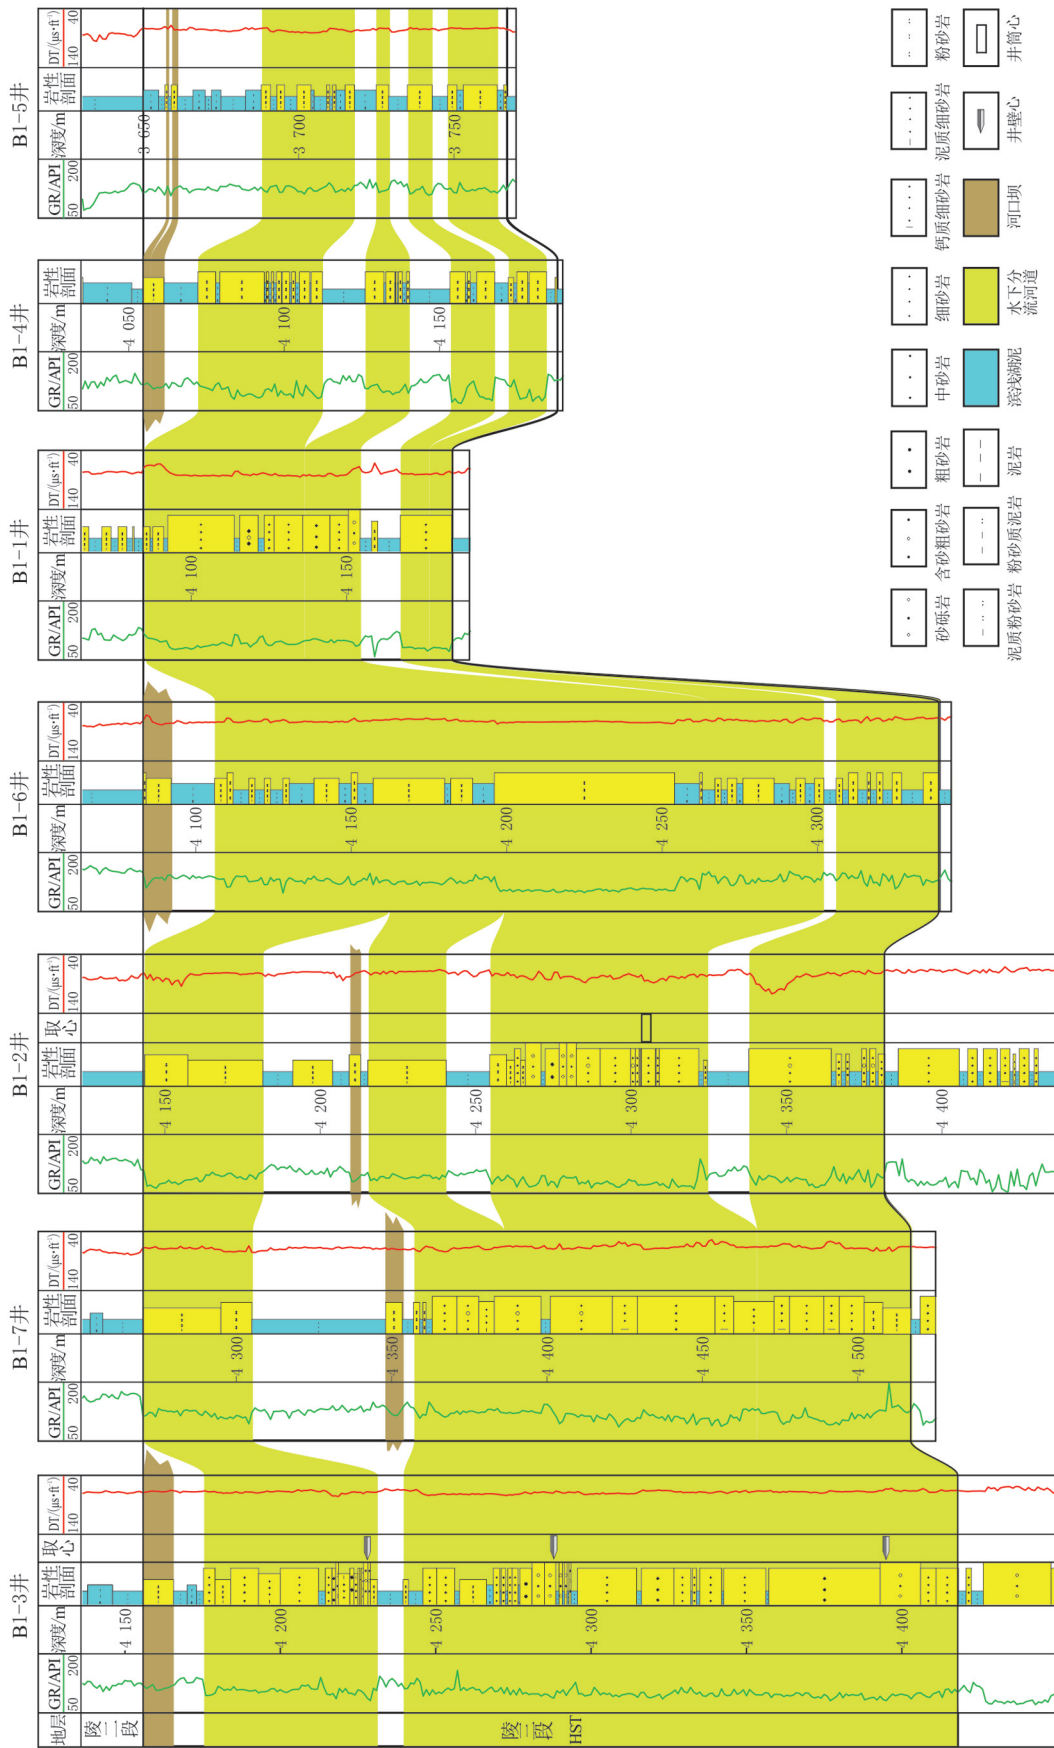 B1-3井
B1-7井
B1-2井
B1-6井
B1-1井
B1-4井
B1-5井
地层
GR/API
50 200
深度/m
岩性剖面
取心
DT/(μs·ft⁻¹)
140 40
GR/API
50 200
深度/m
岩性剖面
DT/(μs·ft⁻¹)
140 40
GR/API
50 200
深度/m
岩性剖面
取心
DT/(μs·ft⁻¹)
140 40
GR/API
50 200
深度/m
岩性剖面
DT/(μs·ft⁻¹)
140 40
GR/API
50 200
深度/m
岩性剖面
DT/(μs·ft⁻¹)
140 40
GR/API
50 200
深度/m
岩性剖面
GR/API
50 200
深度/m
岩性剖面
DT/(μs·ft⁻¹)
140 40
陵二段
陵三段
HST
4 150
4 200
4 250
4 300
4 350
4 400
4 300
4 350
4 400
4 450
4 500
4 150
4 200
4 250
4 300
4 350
4 400
4 100
4 150
4 200
4 250
4 300
4 100
4 150
4 050
4 100
4 150
3 650
3 700
3 750
砂砾岩
含砂粗砂岩
粗砂岩
中砂岩
细砂岩
钙质细砂岩
泥质细砂岩
粉砂岩
泥质粉砂岩
粉砂质泥岩
泥岩
滨浅湖泥
水下分流河道
河口坝
井壁心
井筒心